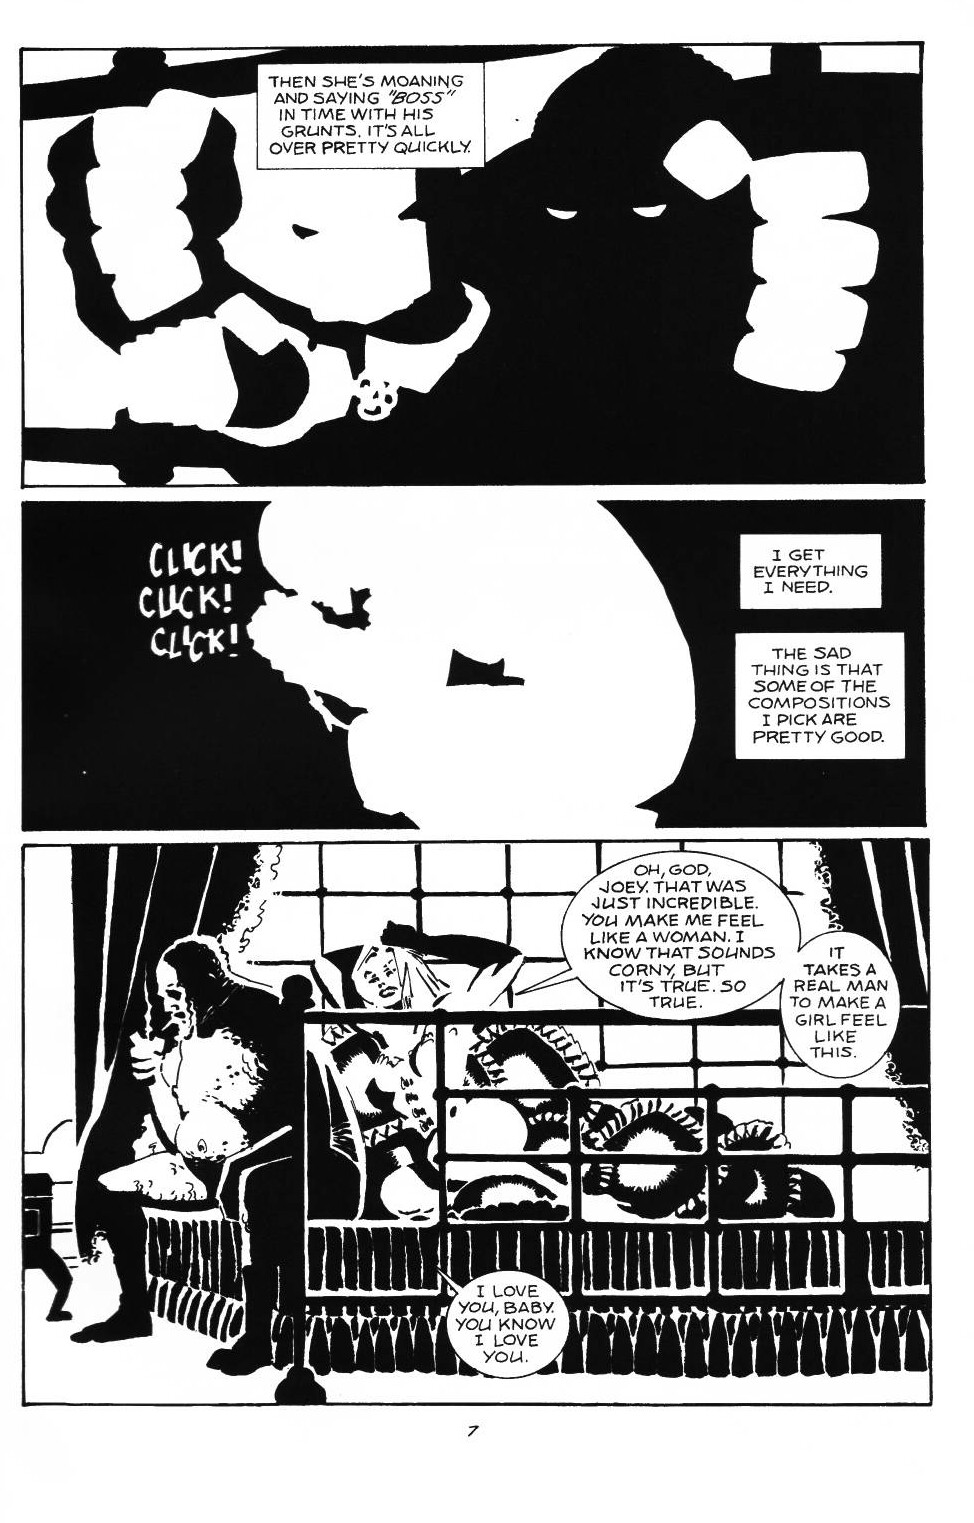 THEN SHE'S MOANING
AND SAYING "BOSS"
IN TIME WITH HIS
GRUNTS. IT'S ALL
OVER PRETTY QUICKLY.
CLICK!
CLICK!
CLICK!
I GET
EVERYTHING
I NEED.
THE SAD
THING IS THAT
SOME OF THE
COMPOSITIONS
I PICK ARE
PRETTY GOOD.
OH, GOD,
JOEY. THAT WAS
JUST INCREDIBLE.
YOU MAKE ME FEEL
LIKE A WOMAN. I
KNOW THAT SOUNDS
CORNY, BUT
IT'S TRUE. SO
TRUE.
IT
TAKES A
REAL MAN
TO MAKE A
GIRL FEEL
LIKE
THIS.
I LOVE
YOU, BABY.
YOU KNOW
I LOVE
YOU.
7